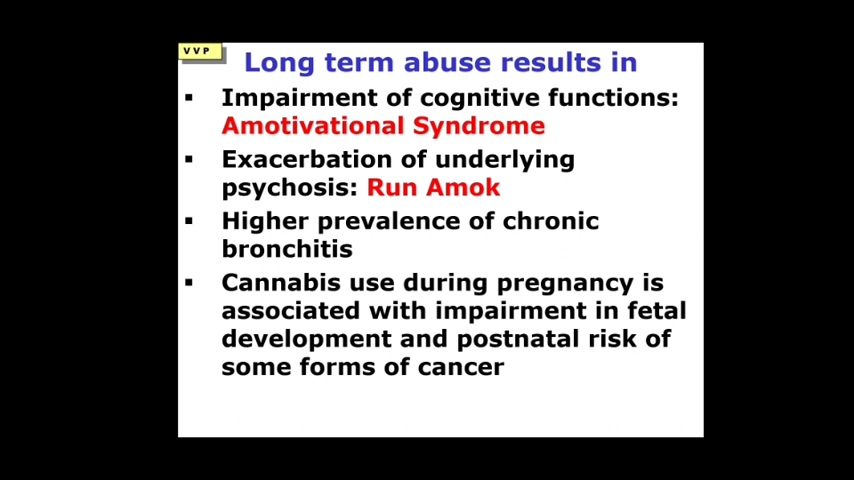 VVP
Long term abuse results in
▪ Impairment of cognitive functions:
Amotivational Syndrome
▪ Exacerbation of underlying
psychosis: Run Amok
▪ Higher prevalence of chronic
bronchitis
▪ Cannabis use during pregnancy is
associated with impairment in fetal
development and postnatal risk of
some forms of cancer